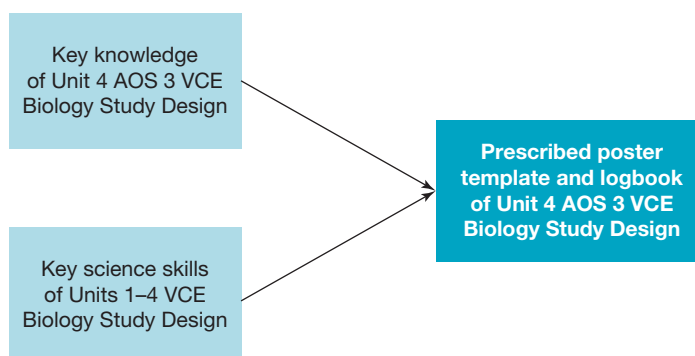 Key knowledge
of Unit 4 AOS 3 VCE
Biology Study Design
Prescribed poster
template and logbook
of Unit 4 AOS 3 VCE
Biology Study Design
Key science skills
of Units 1–4 VCE
Biology Study Design